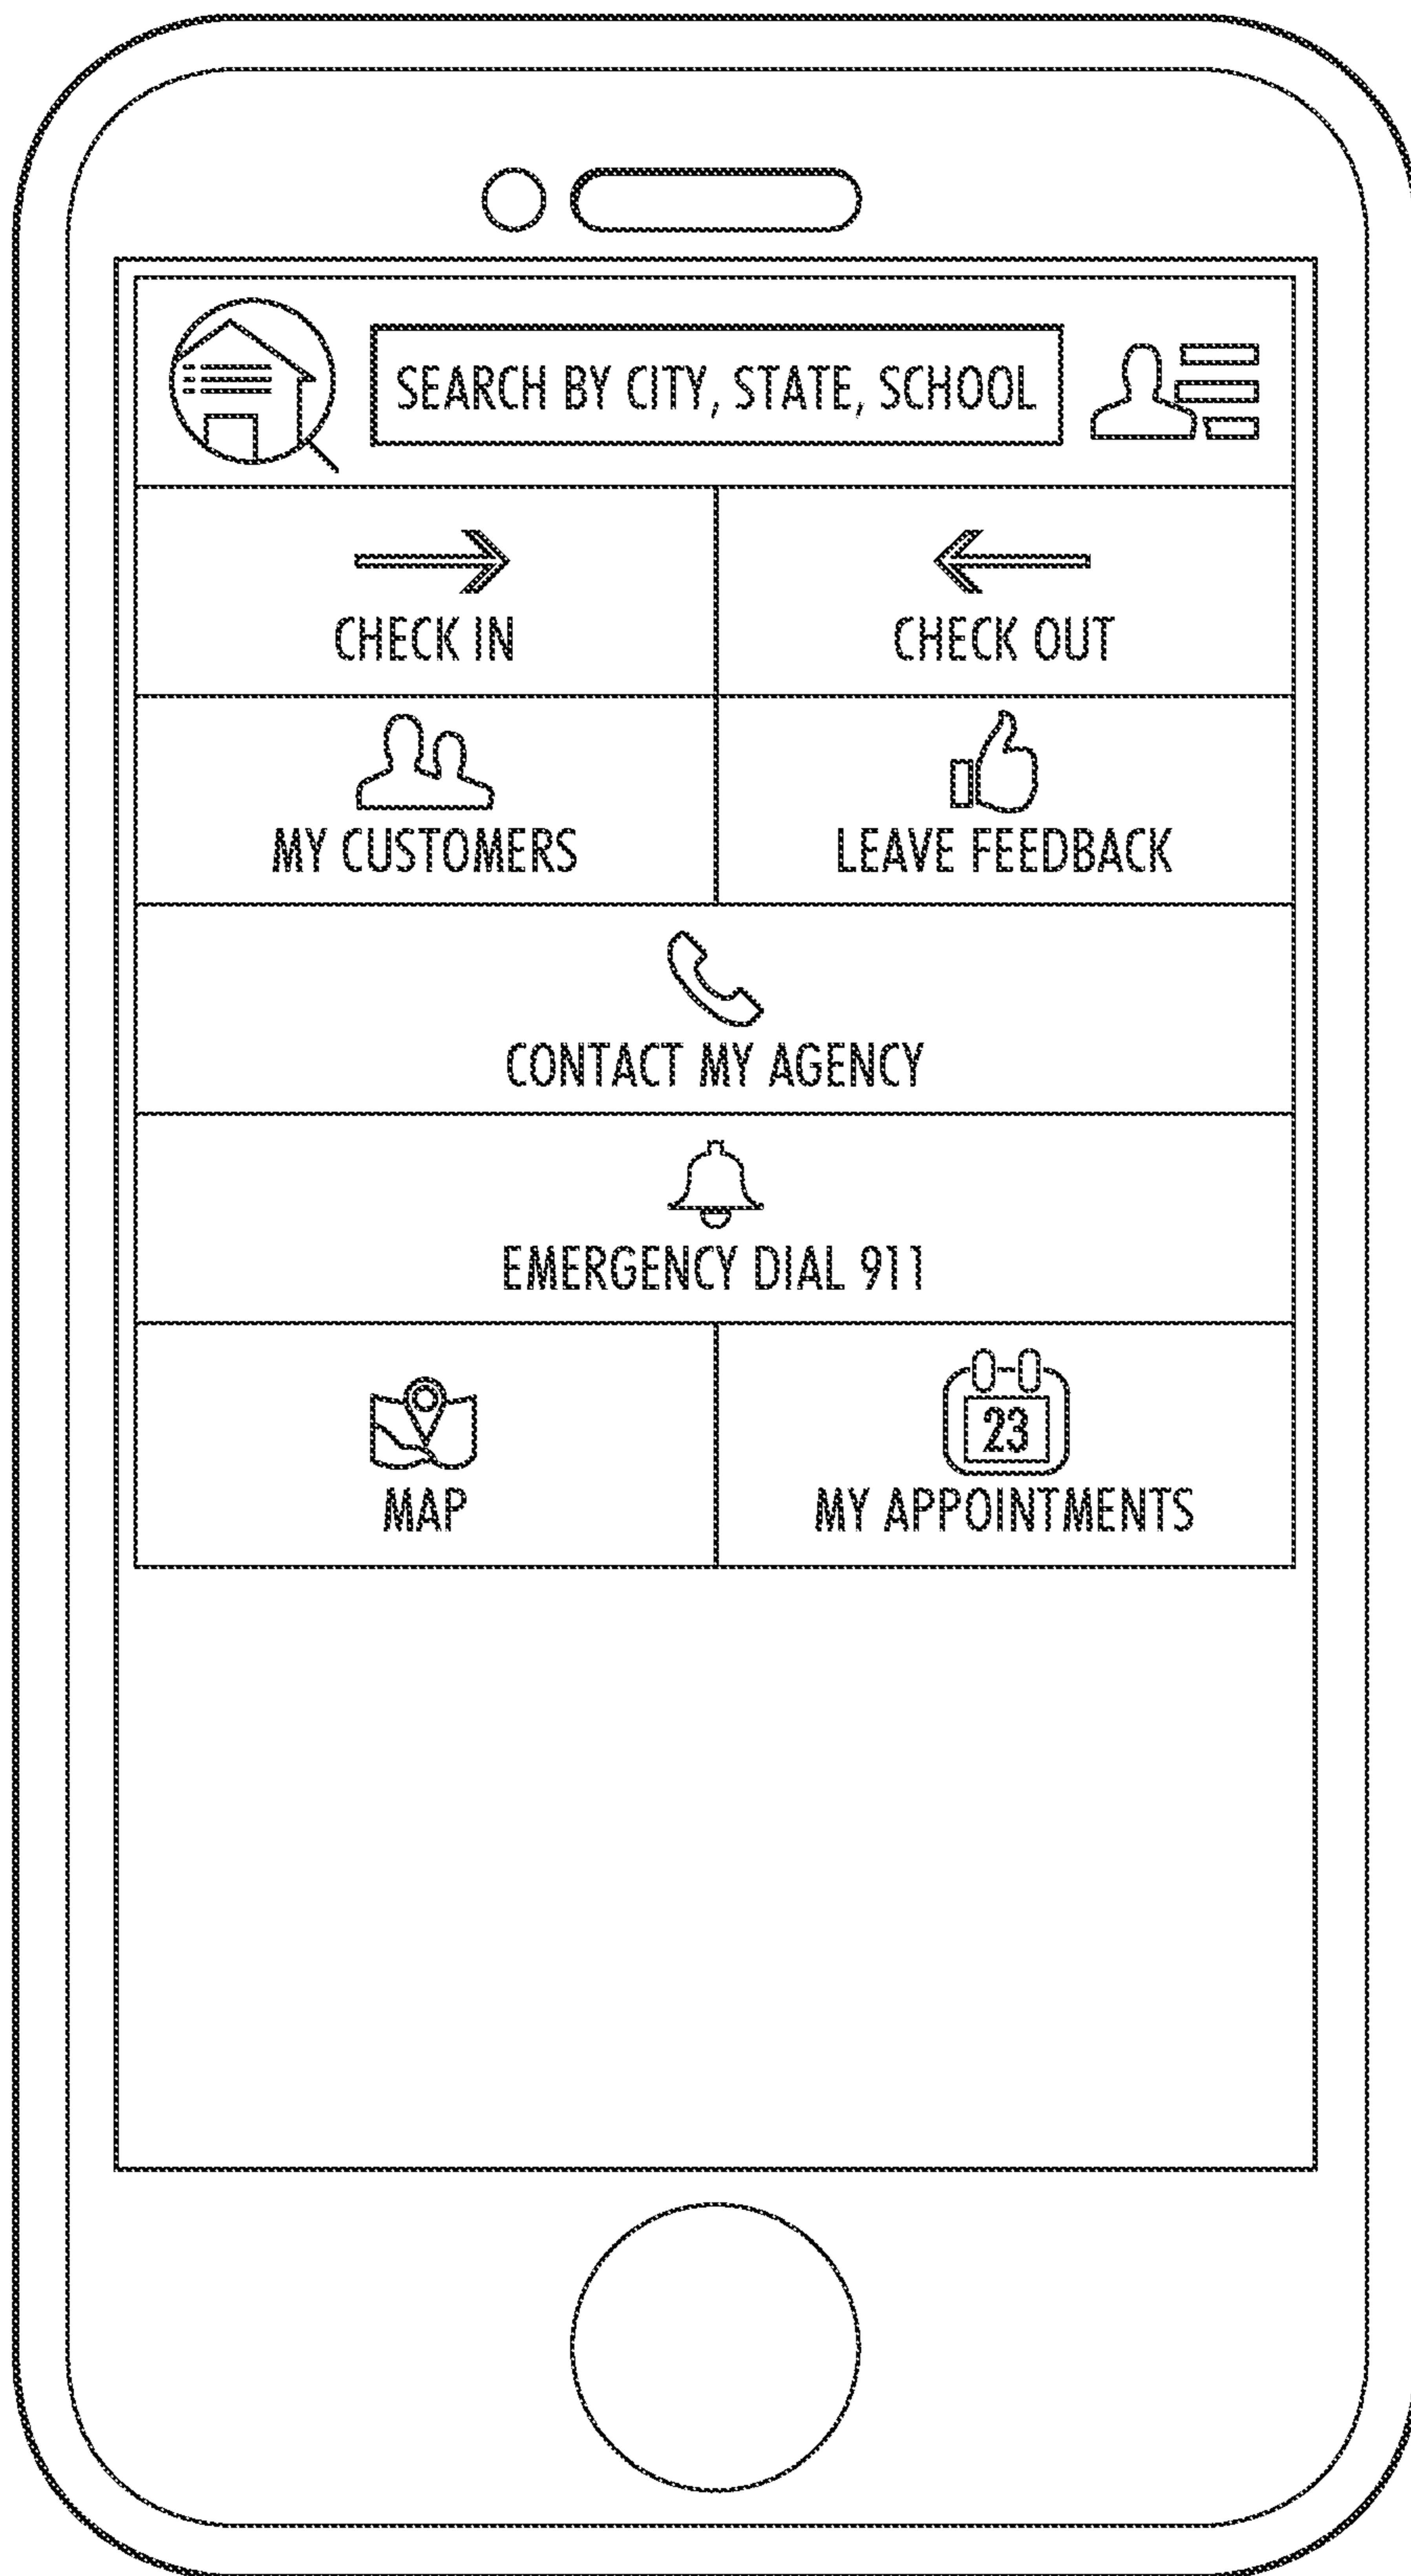 SEARCH BY CITY, STATE, SCHOOL
CHECK IN
CHECK OUT
MY CUSTOMERS
LEAVE FEEDBACK
CONTACT MY AGENCY
EMERGENCY DIAL 911
23
MAP
MY APPOINTMENTS